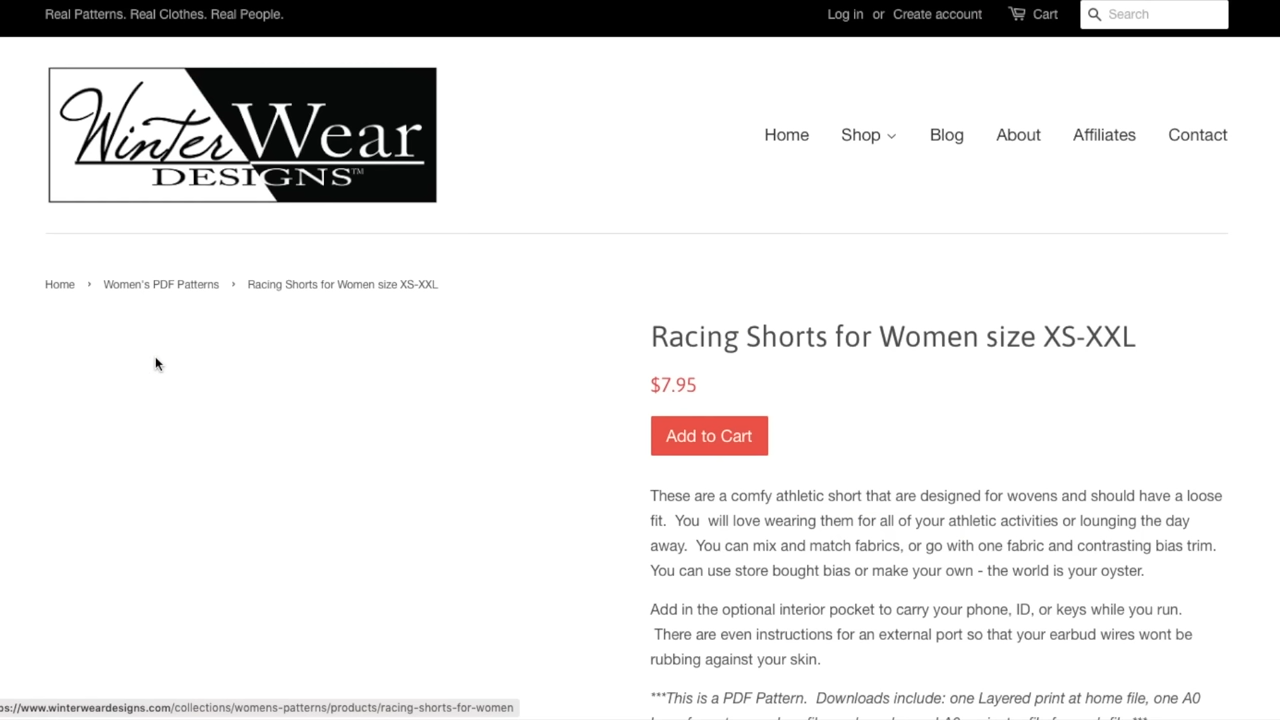 Real Patterns. Real Clothes. Real People.
Log in or Create account Cart Search
Winter Wear
DESIGNS™
Home Shop Blog About Affiliates Contact
Home › Women's PDF Patterns › Racing Shorts for Women size XS-XXL
Racing Shorts for Women size XS-XXL
$7.95
Add to Cart
These are a comfy athletic short that are designed for wovens and should have a loose
fit. You will love wearing them for all of your athletic activities or lounging the day
away. You can mix and match fabrics, or go with one fabric and contrasting bias trim.
You can use store bought bias or make your own - the world is your oyster.
Add in the optional interior pocket to carry your phone, ID, or keys while you run.
There are even instructions for an external port so that your earbud wires wont be
rubbing against your skin.
***This is a PDF Pattern. Downloads include: one Layered print at home file, one A0
ps://www.winterweardesigns.com/collections/womens-patterns/products/racing-shorts-for-women